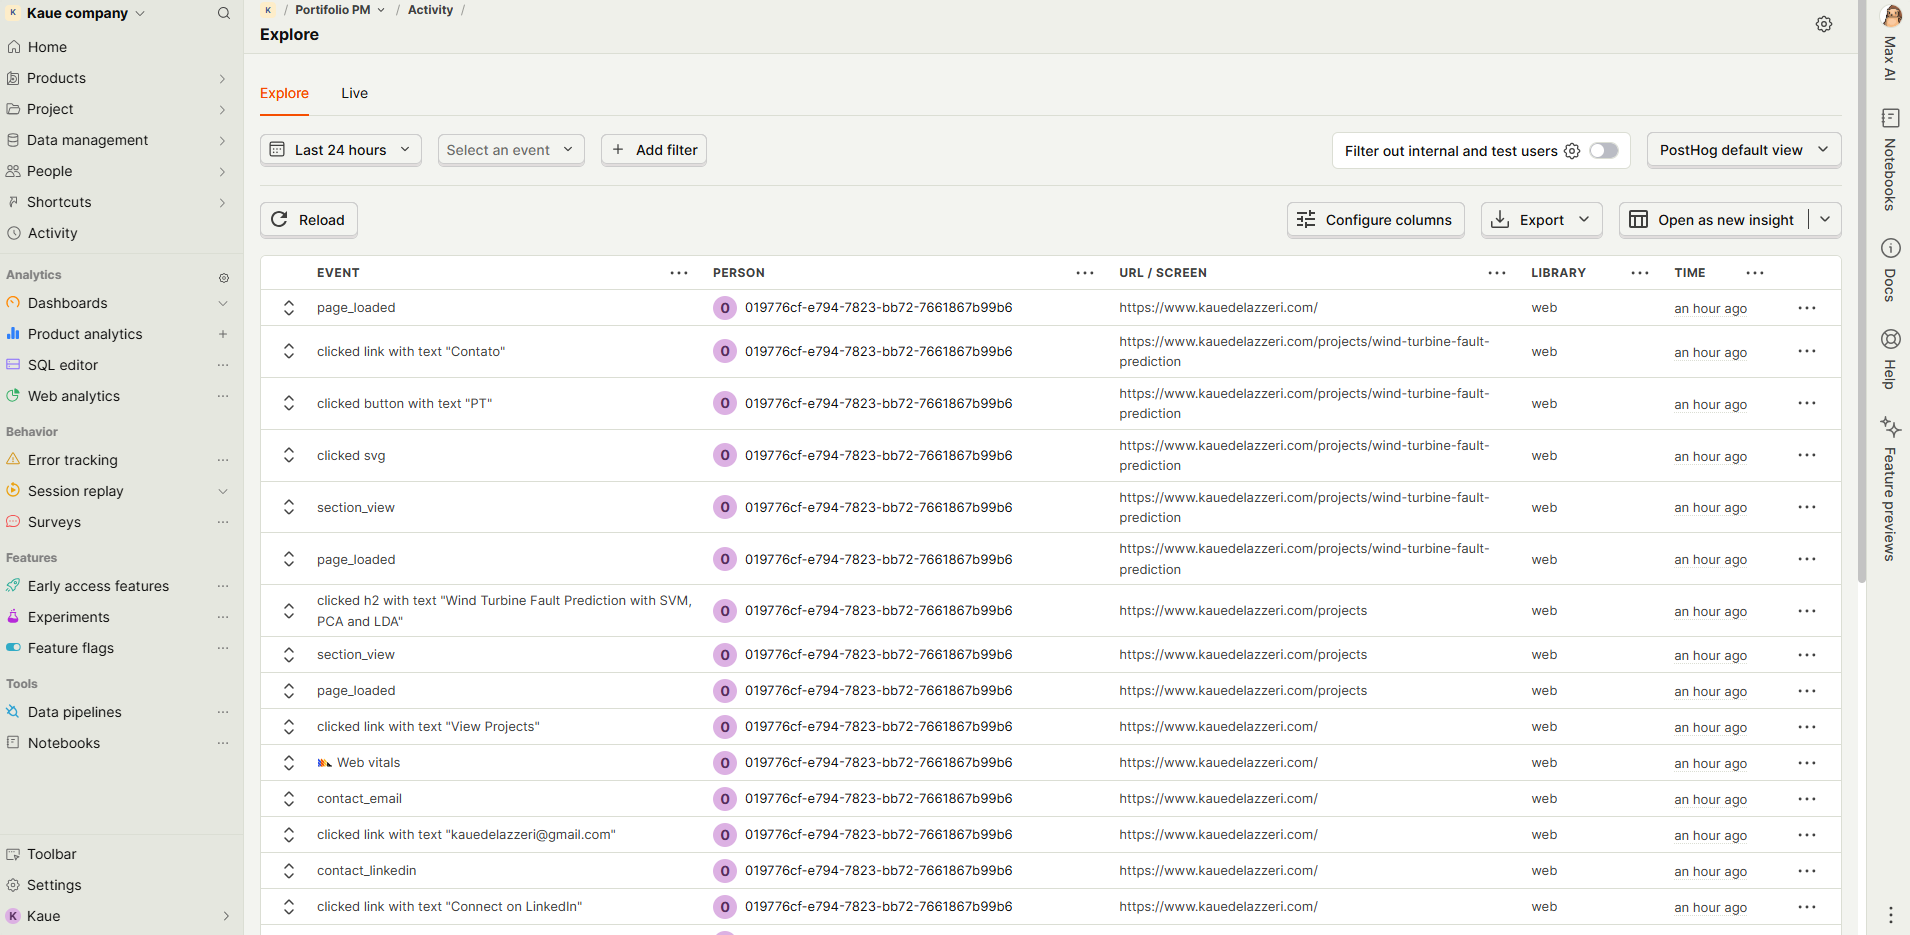 K Kaue company
Home
Products
Project
Data management
People
Shortcuts
Activity
Analytics
Dashboards
Product analytics
SQL editor
Web analytics
Behavior
Error tracking
Session replay
Surveys
Features
Early access features
Experiments
Feature flags
Tools
Data pipelines
Notebooks
Toolbar
Settings
K Kaue
K / Portifolio PM / Activity /
Explore
Explore Live
Last 24 hours Select an event + Add filter Filter out internal and test users PostHog default view
Reload Configure columns Export Open as new insight
EVENT PERSON URL / SCREEN LIBRARY TIME
page_loaded 0 019776cf-e794-7823-bb72-7661867b99b6 https://www.kauedelazzeri.com/ web an hour ago
clicked link with text "Contato" 0 019776cf-e794-7823-bb72-7661867b99b6 https://www.kauedelazzeri.com/projects/wind-turbine-fault- web an hour ago
prediction
clicked button with text "PT" 0 019776cf-e794-7823-bb72-7661867b99b6 https://www.kauedelazzeri.com/projects/wind-turbine-fault- web an hour ago
prediction
clicked svg 0 019776cf-e794-7823-bb72-7661867b99b6 https://www.kauedelazzeri.com/projects/wind-turbine-fault- web an hour ago
prediction
section_view 0 019776cf-e794-7823-bb72-7661867b99b6 https://www.kauedelazzeri.com/projects/wind-turbine-fault- web an hour ago
prediction
page_loaded 0 019776cf-e794-7823-bb72-7661867b99b6 https://www.kauedelazzeri.com/projects/wind-turbine-fault- web an hour ago
prediction
clicked h2 with text "Wind Turbine Fault Prediction with SVM, 0 019776cf-e794-7823-bb72-7661867b99b6 https://www.kauedelazzeri.com/projects web an hour ago
PCA and LDA"
section_view 0 019776cf-e794-7823-bb72-7661867b99b6 https://www.kauedelazzeri.com/projects web an hour ago
page_loaded 0 019776cf-e794-7823-bb72-7661867b99b6 https://www.kauedelazzeri.com/projects web an hour ago
clicked link with text "View Projects" 0 019776cf-e794-7823-bb72-7661867b99b6 https://www.kauedelazzeri.com/ web an hour ago
Web vitals 0 019776cf-e794-7823-bb72-7661867b99b6 https://www.kauedelazzeri.com/ web an hour ago
contact_email 0 019776cf-e794-7823-bb72-7661867b99b6 https://www.kauedelazzeri.com/ web an hour ago
clicked link with text "kauedelazzeri@gmail.com" 0 019776cf-e794-7823-bb72-7661867b99b6 https://www.kauedelazzeri.com/ web an hour ago
contact_linkedin 0 019776cf-e794-7823-bb72-7661867b99b6 https://www.kauedelazzeri.com/ web an hour ago
clicked link with text "Connect on LinkedIn" 0 019776cf-e794-7823-bb72-7661867b99b6 https://www.kauedelazzeri.com/ web an hour ago
Max AI
Notebooks
Docs
Help
Feature previews